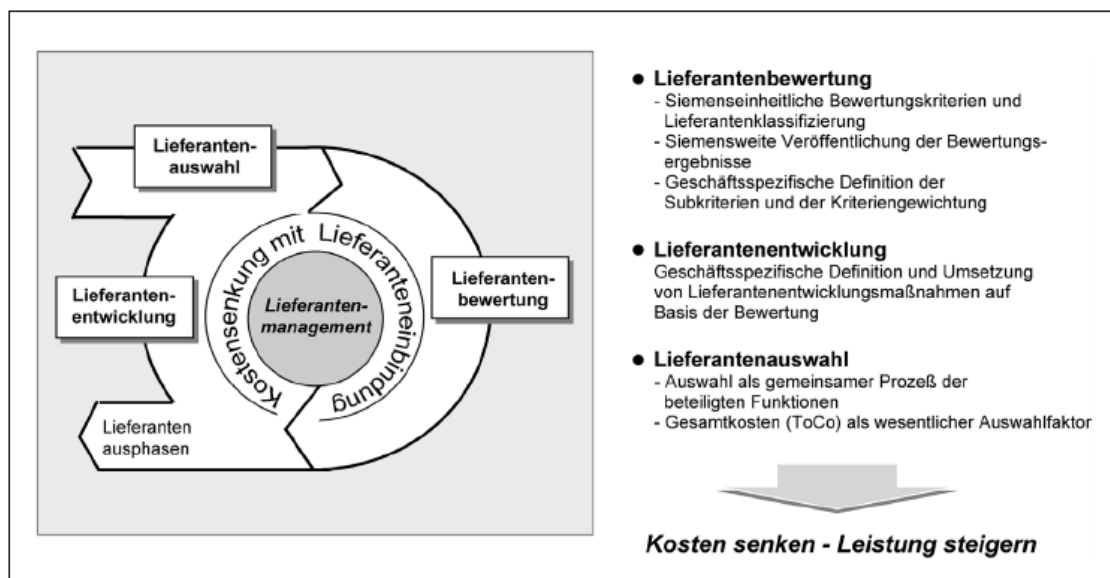 Lieferanten-
auswahl
Lieferanten-
entwicklung
Lieferanten-
bewertung
Kostensenkung mit Lieferanteneinbindung
Lieferanten-
management
Lieferanten
ausphasen
● Lieferantenbewertung
- Siemenseinheitliche Bewertungskriterien und
Lieferantenklassifizierung
- Siemensweite Veröffentlichung der Bewertungs-
ergebnisse
- Geschäftsspezifische Definition der
Subkriterien und der Kriteriengewichtung
● Lieferantenentwicklung
Geschäftsspezifische Definition und Umsetzung
von Lieferantenentwicklungsmaßnahmen auf
Basis der Bewertung
● Lieferantenauswahl
- Auswahl als gemeinsamer Prozeß der
beteiligten Funktionen
- Gesamtkosten (ToCo) als wesentlicher Auswahlfaktor
Kosten senken - Leistung steigern